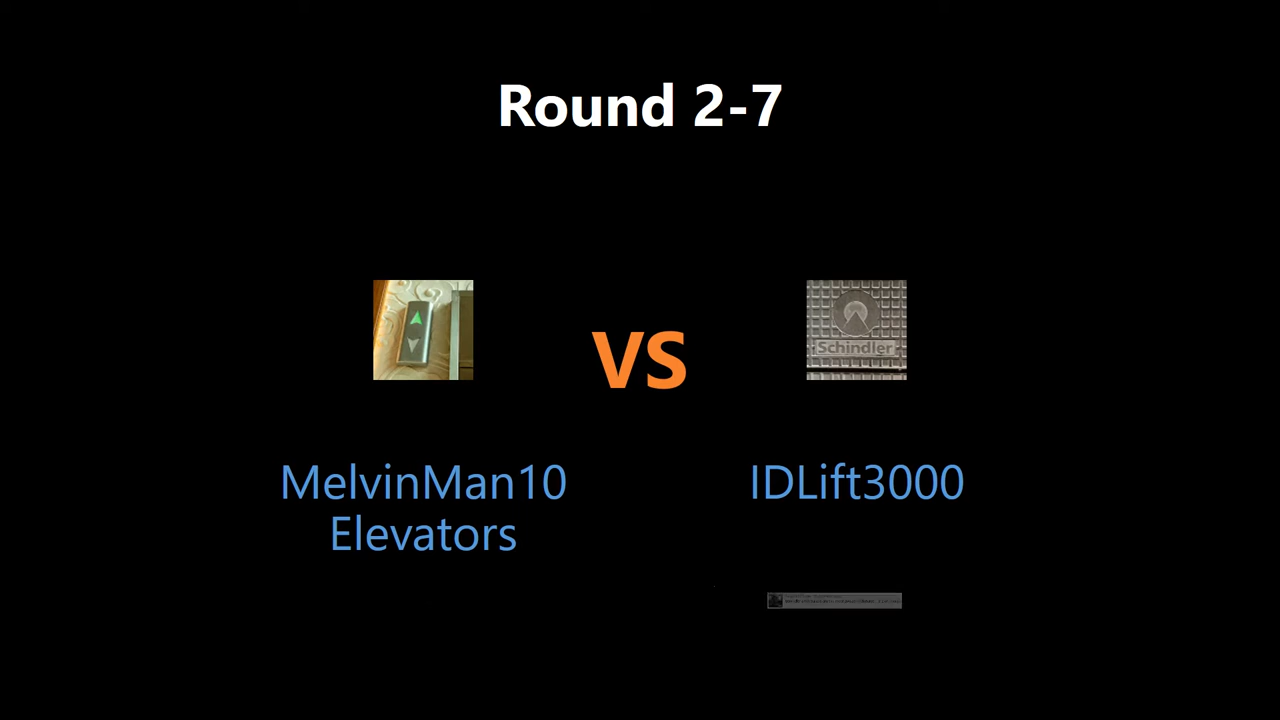 Round 2-7
VS
Schindler
MelvinMan10
Elevators
IDLift3000